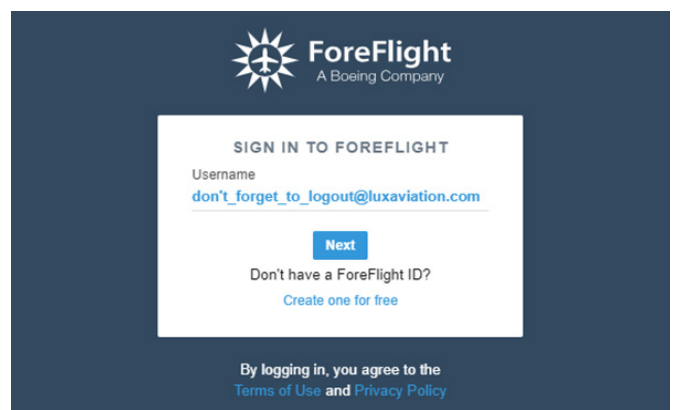 ForeFlight
A Boeing Company
SIGN IN TO FOREFLIGHT
Username
don't_forget_to_logout@luxaviation.com
Next
Don't have a ForeFlight ID?
Create one for free
By logging in, you agree to the
Terms of Use and Privacy Policy